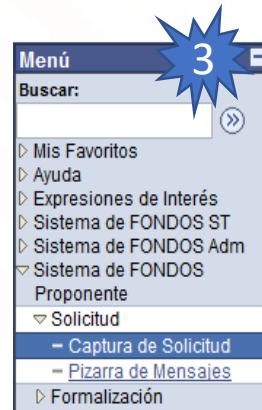 Menú
3
Buscar:
Mis Favoritos
Ayuda
Expresiones de Interés
Sistema de FONDOS ST
Sistema de FONDOS Adm
Sistema de FONDOS
Proponente
Solicitud
Captura de Solicitud
Pizarra de Mensajes
Formalización